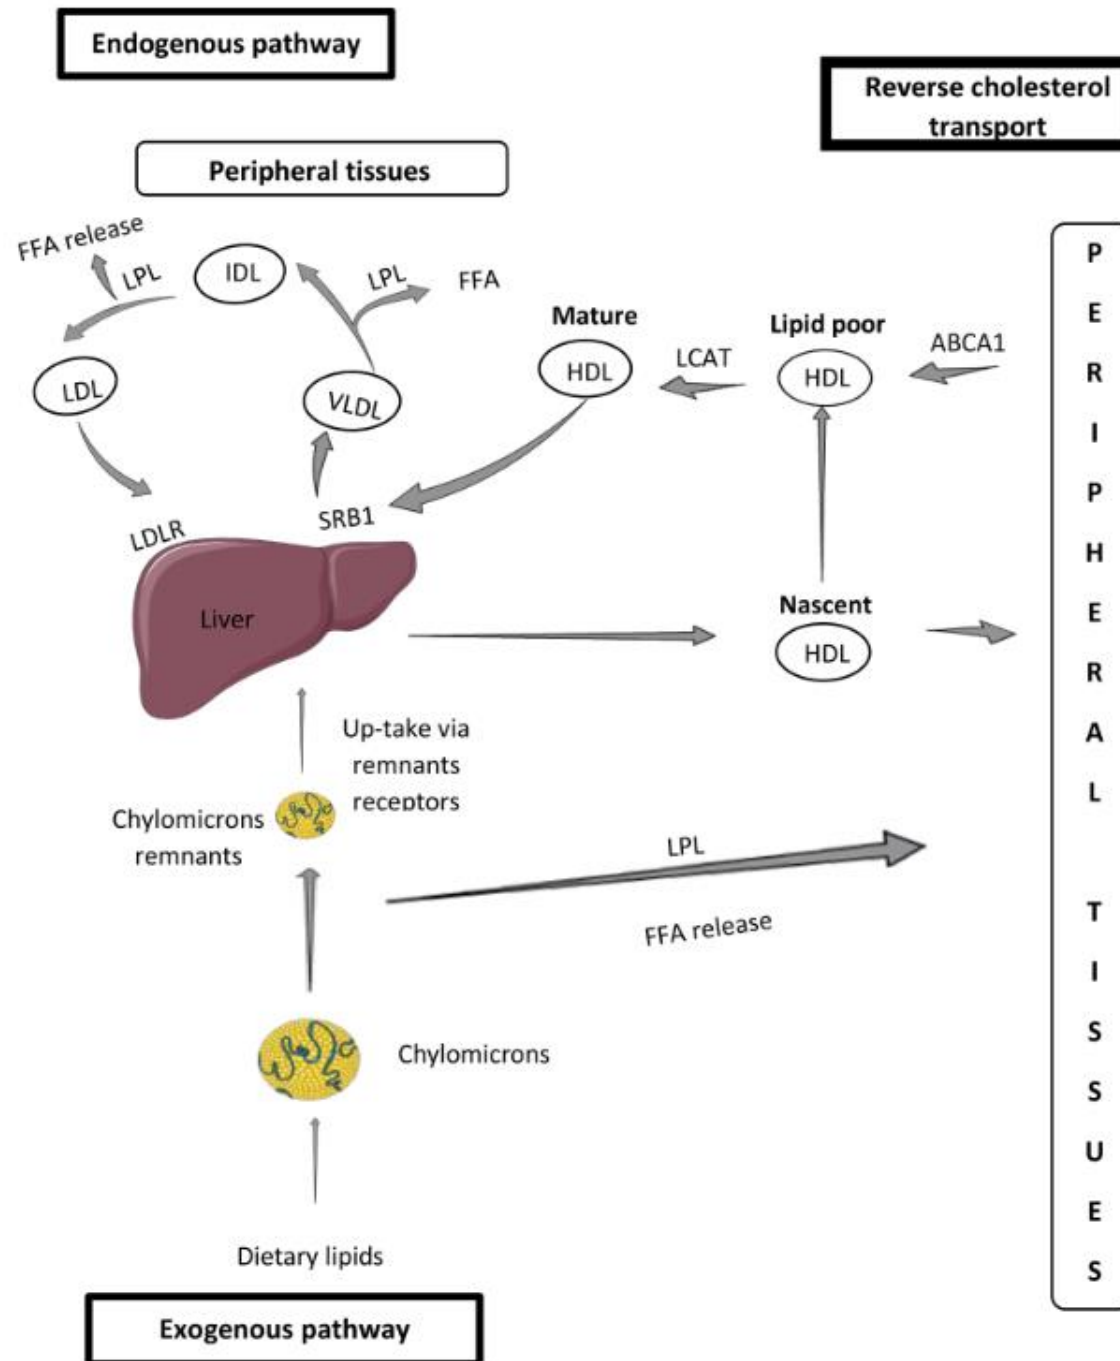 Endogenous pathway
Reverse cholesterol
transport
Peripheral tissues
FFA release
LPL
IDL
LPL
FFA
LDL
VLDL
Mature
HDL
LCAT
Lipid poor
HDL
ABCA1
LDLR
SRB1
Liver
Nascent
HDL
Up-take via
remnants
receptors
Chylomicrons
remnants
LPL
FFA release
Chylomicrons
Dietary lipids
Exogenous pathway
P
E
R
I
P
H
E
R
A
L
T
I
S
S
U
E
S